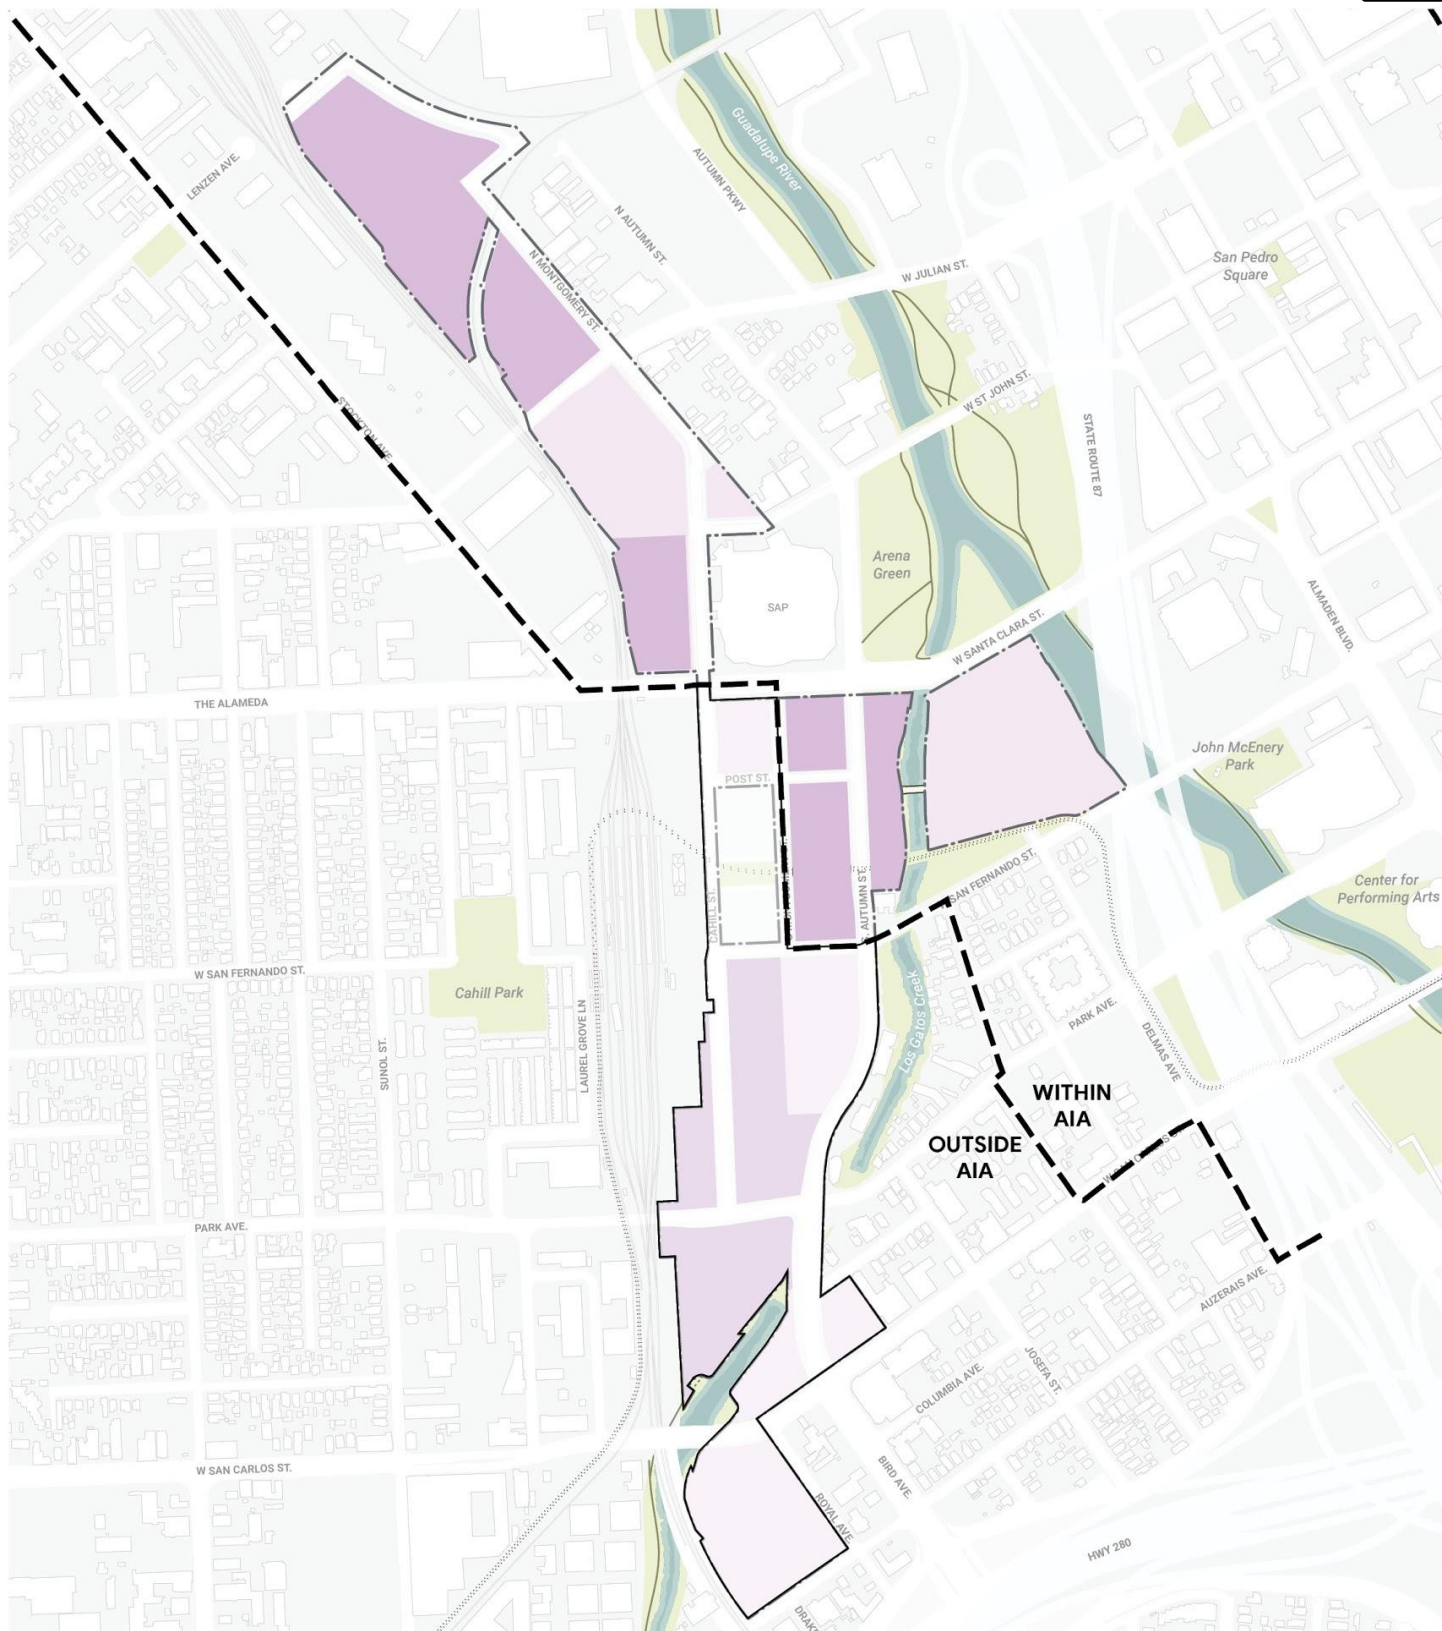 Guadalupe River
AUTUMN PKWY
LENZEN AVE.
N AUTUMN ST.
N MONTGOMERY ST.
W JULIAN ST.
San Pedro
Square
W ST JOHN ST.
STOCKTON AVE.
STATE ROUTE 87
Arena
Green
SAP
ALMADEN BLVD.
W SANTA CLARA ST.
THE ALAMEDA
John McEnery
Park
POST ST.
SAN FERNANDO ST.
Center for
Performing Arts
CAHILL ST.
S. AUTUMN ST.
W SAN FERNANDO ST.
Cahill Park
Los Gatos Creek
LAUREL GROVE LN
PARK AVE.
DELMAS AVE
SUNOL ST.
WITHIN
AIA
OUTSIDE
AIA
PARK AVE.
AUZERAIS AVE.
JOSEFA ST.
COLUMBIA AVE.
W SAN CARLOS ST.
BIRD AVE.
ROYAL AVE
HWY 280